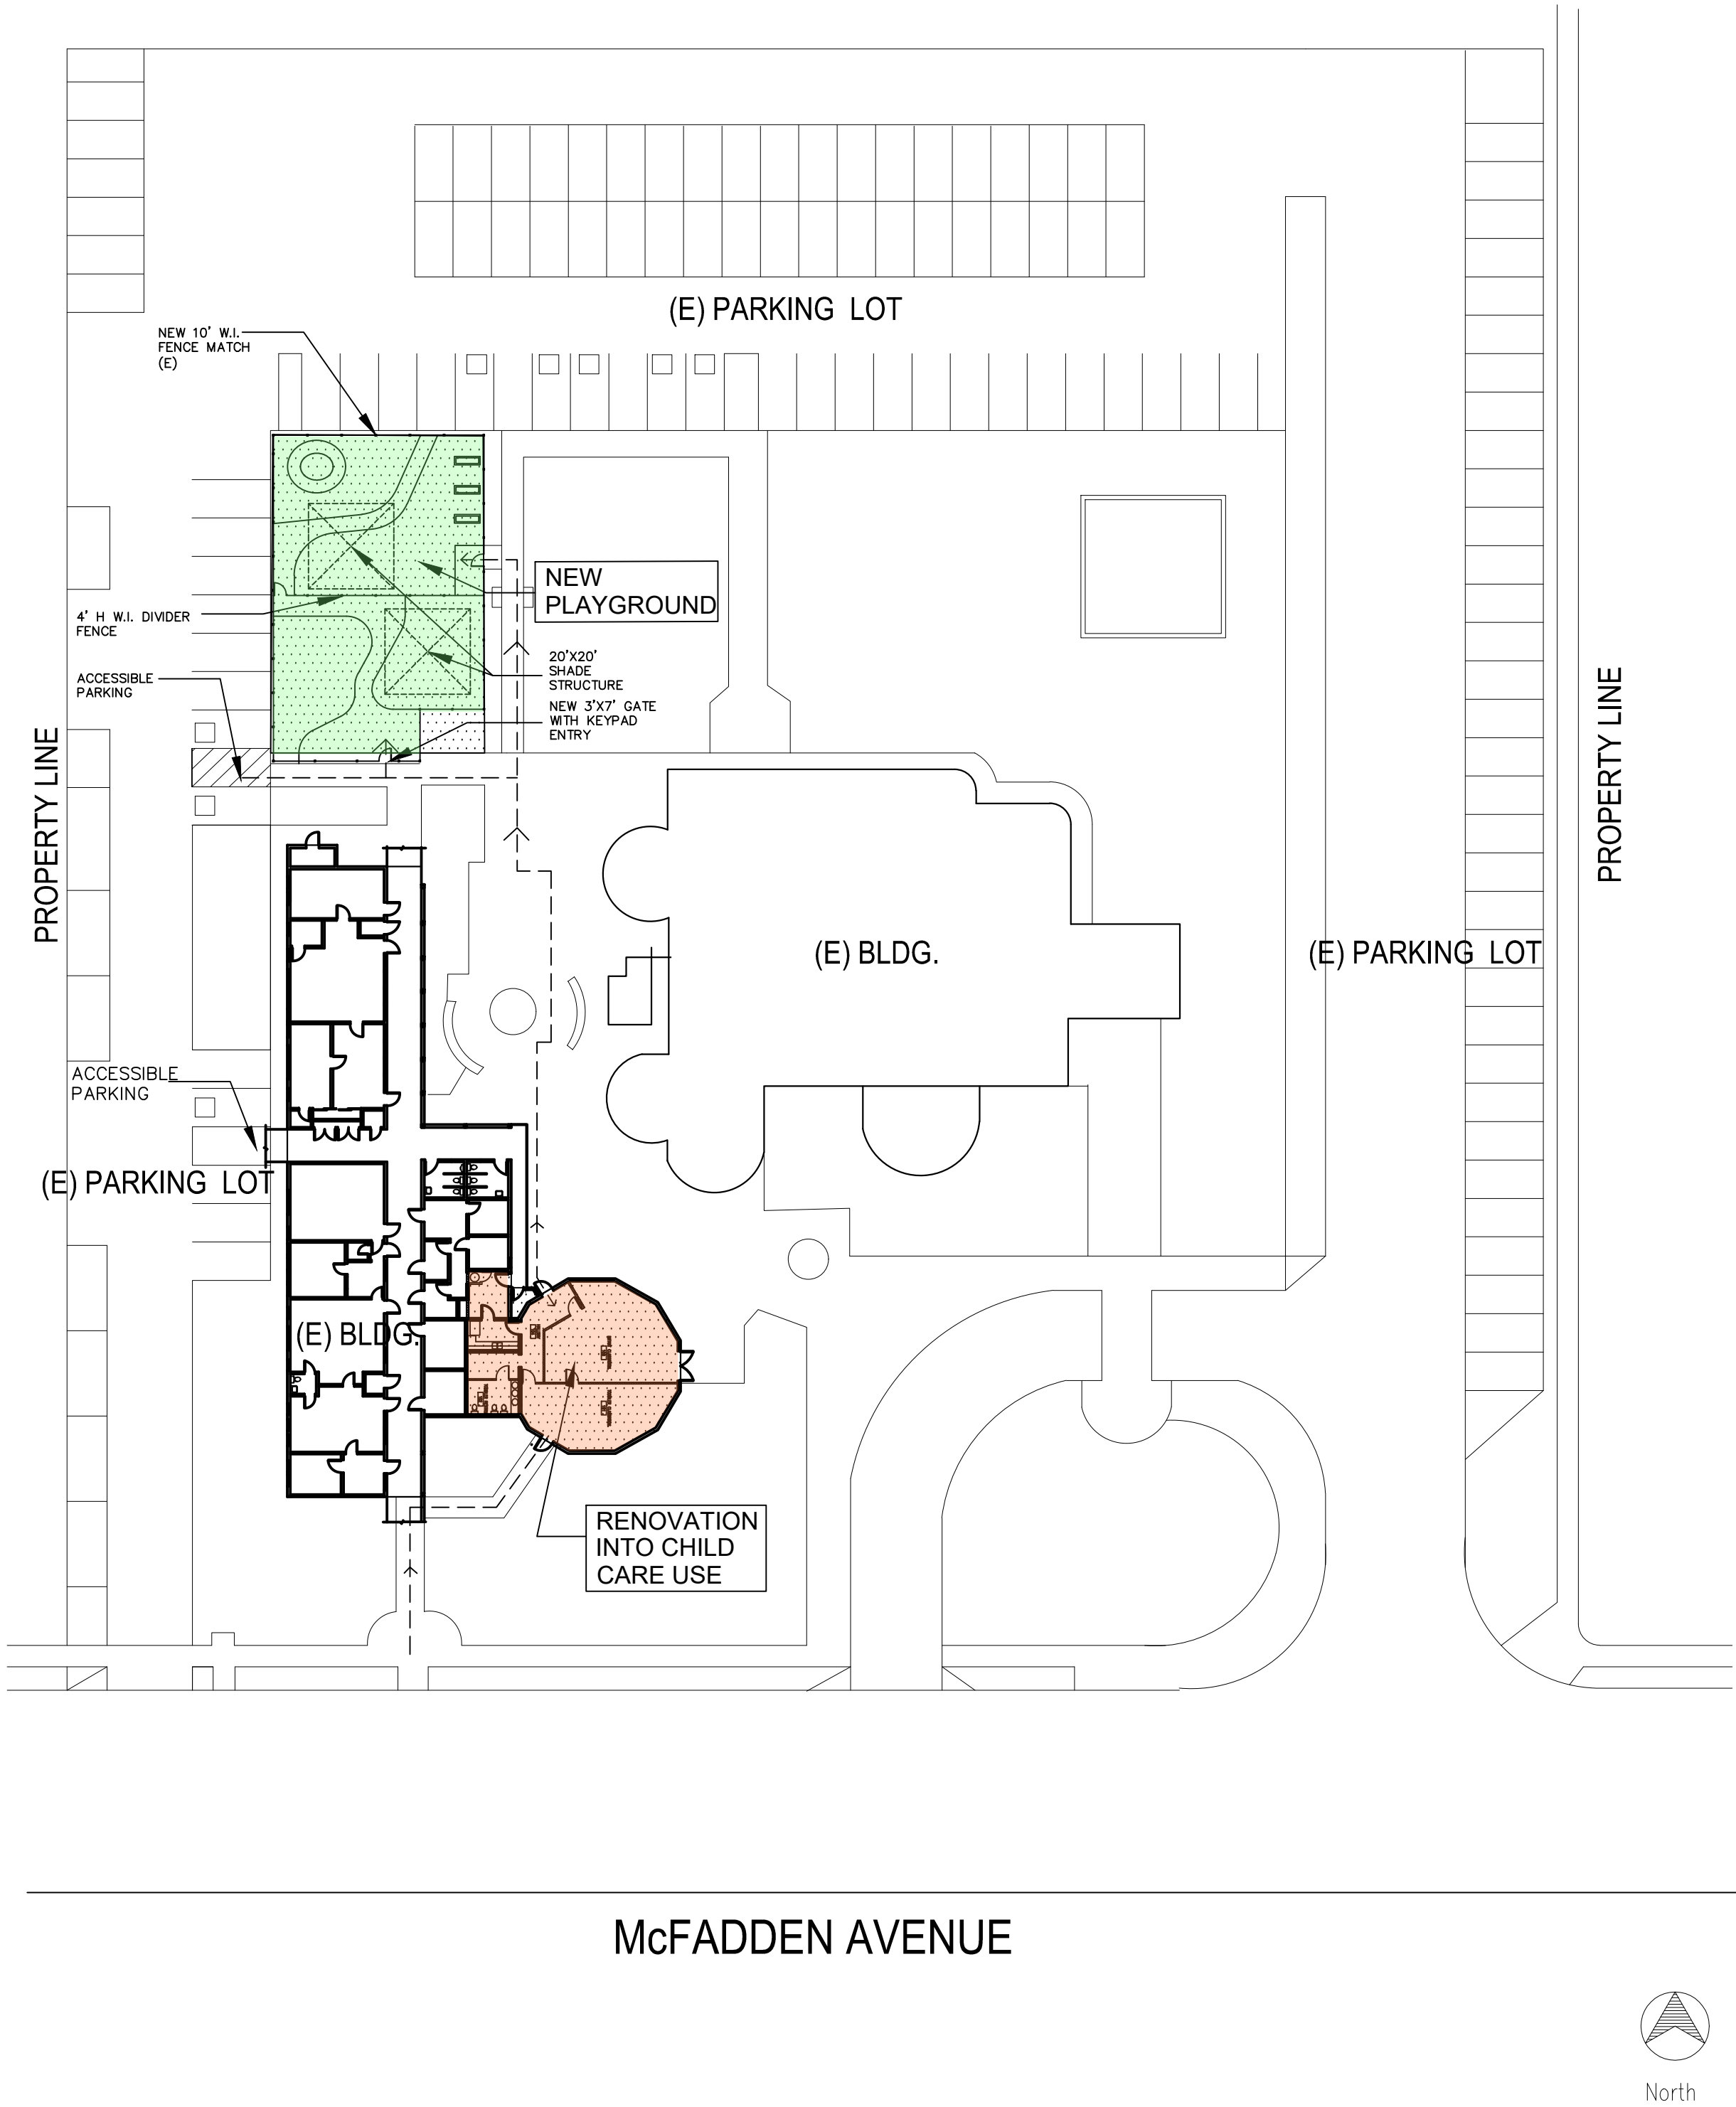 (E) PARKING LOT
NEW 10' W.I.
FENCE MATCH
(E)
NEW
PLAYGROUND
4' H W.I. DIVIDER
FENCE
20'X20'
SHADE
STRUCTURE
ACCESSIBLE
PARKING
NEW 3'X7' GATE
WITH KEYPAD
ENTRY
PROPERTY LINE
PROPERTY LINE
(E) BLDG.
(E) PARKING LOT
ACCESSIBLE
PARKING
(E) PARKING LOT
(E) BLDG.
RENOVATION
INTO CHILD
CARE USE
McFADDEN AVENUE
North